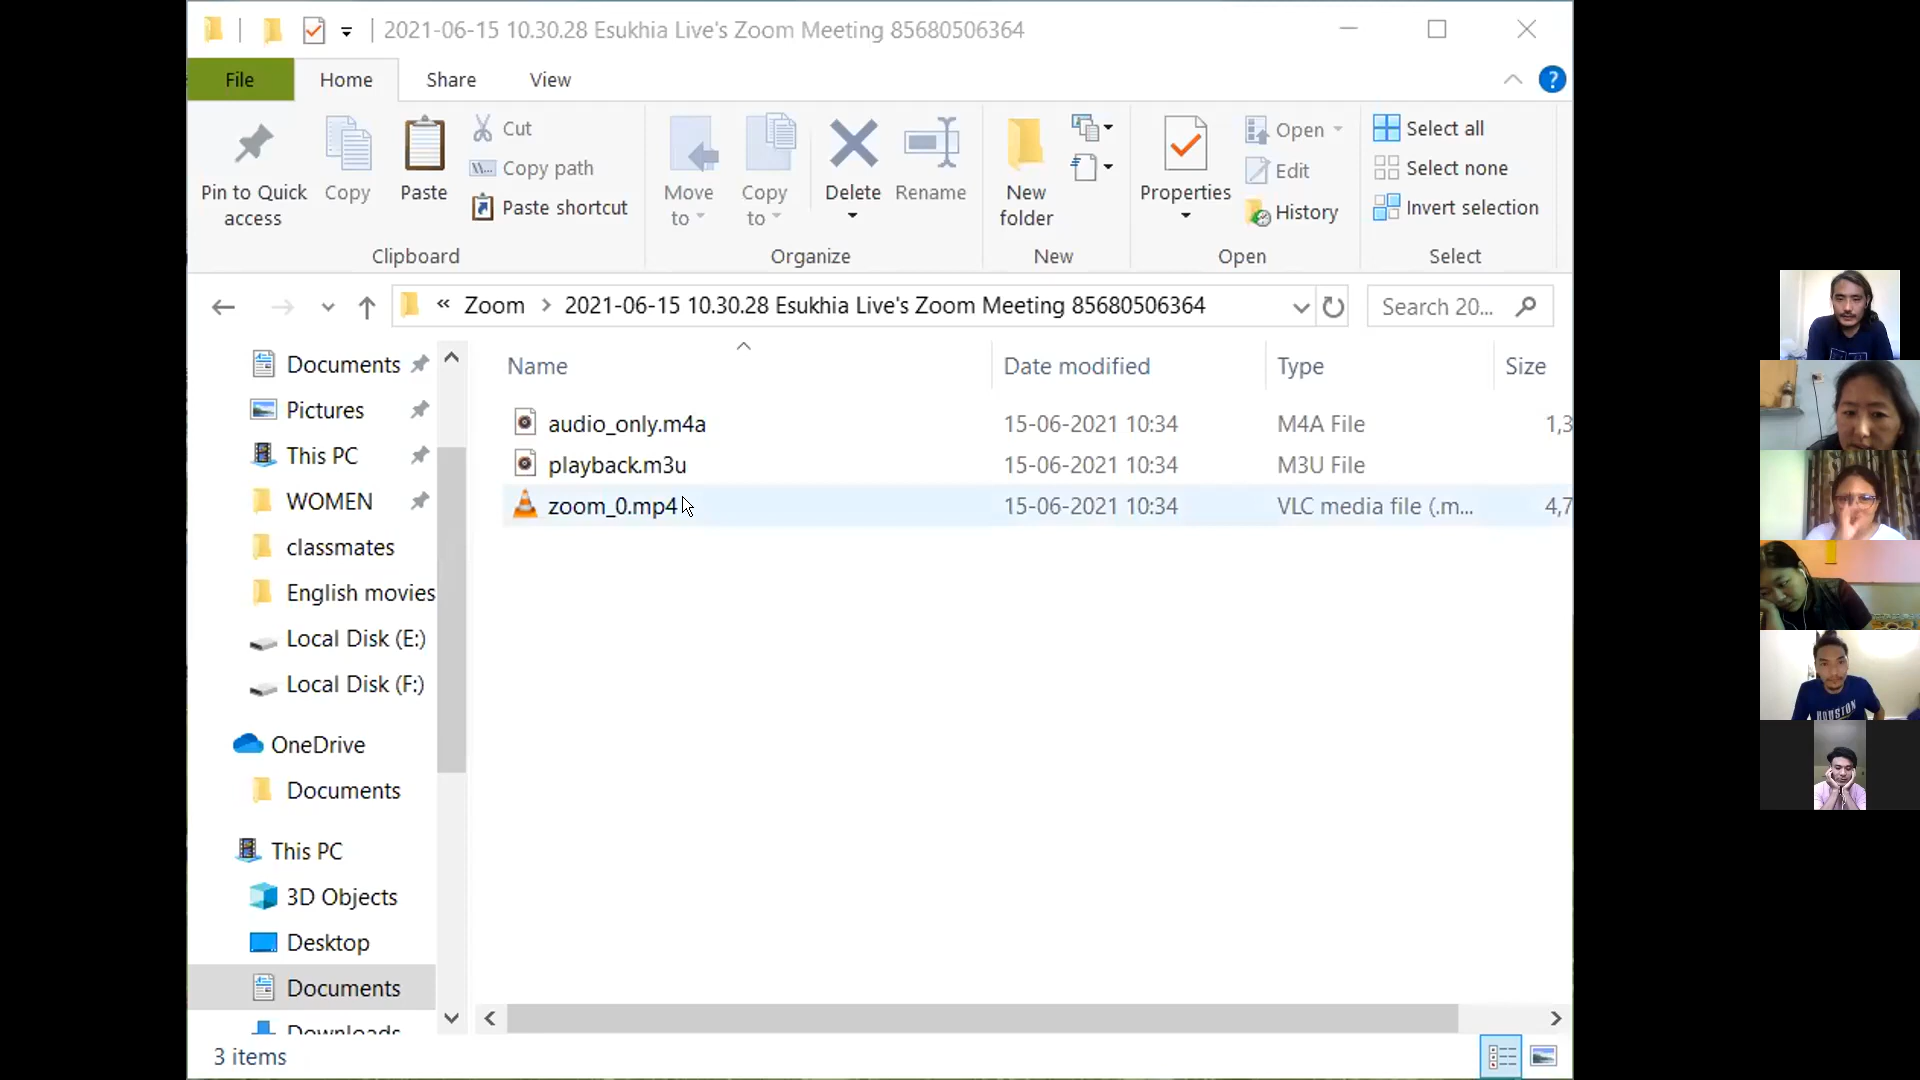 2021-06-15 10.30.28 Esukhia Live's Zoom Meeting 85680506364
File Home Share View
?
Pin to Quick access
Copy
Paste
Cut
Copy path
Paste shortcut
Clipboard
Move to
Copy to
Delete
Rename
Organize
New folder
New
Properties
Open
Edit
History
Open
Select all
Select none
Invert selection
Select
« Zoom > 2021-06-15 10.30.28 Esukhia Live's Zoom Meeting 85680506364
Search 20...
Documents
Pictures
This PC
WOMEN
classmates
English movies
Local Disk (E:)
Local Disk (F:)
OneDrive
Documents
This PC
3D Objects
Desktop
Documents
Downloads
Name Date modified Type Size
audio_only.m4a 15-06-2021 10:34 M4A File 1,3
playback.m3u 15-06-2021 10:34 M3U File
zoom_0.mp4 15-06-2021 10:34 VLC media file (.m... 4,7
3 items
HOUSTON